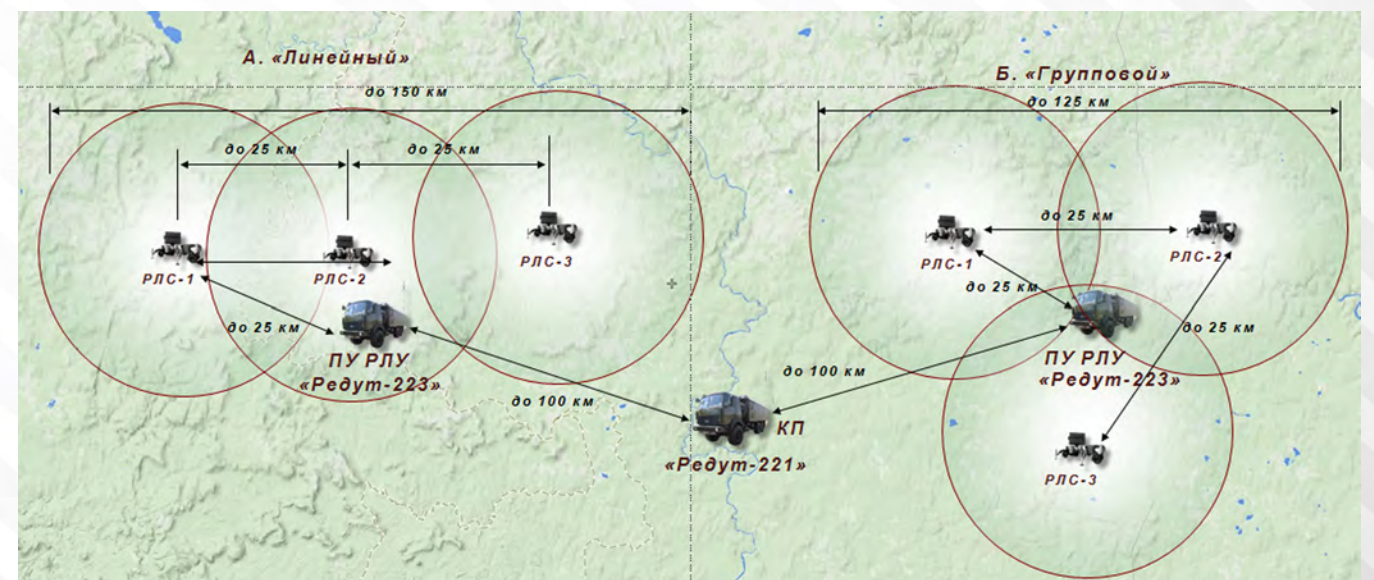 А. «Линейный»
до 150 км
до 25 км
до 25 км
РЛС-1
РЛС-2
РЛС-3
до 25 км
ПУ РЛУ
«Редут-223»
до 100 км
КП
«Редут-221»
Б. «Групповой»
до 125 км
до 25 км
РЛС-1
РЛС-2
до 25 км
до 25 км
ПУ РЛУ
«Редут-223»
до 100 км
РЛС-3